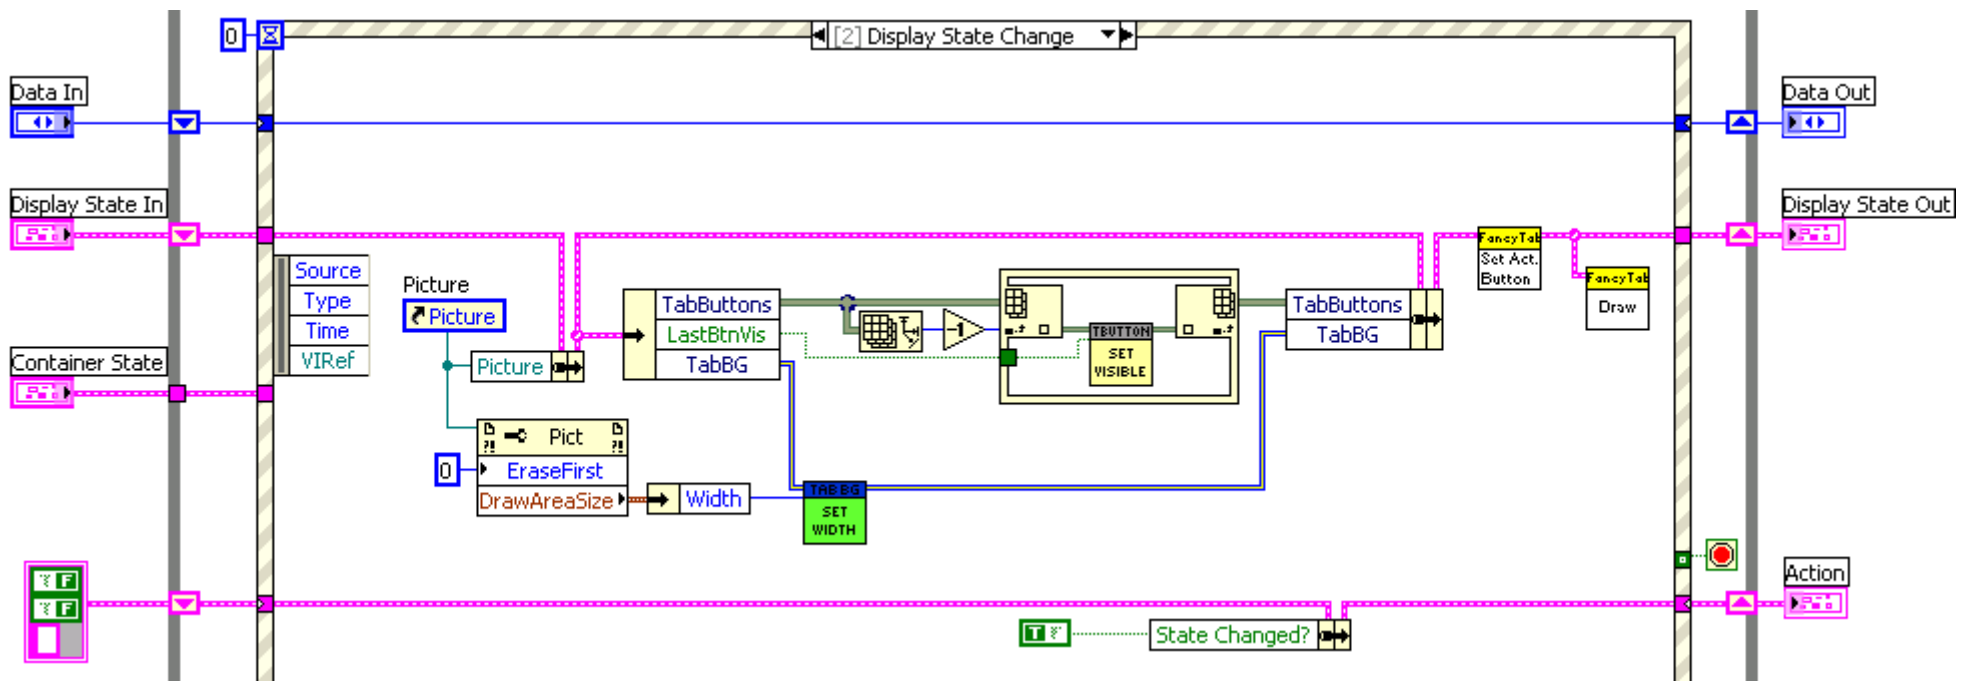 0
[2] Display State Change
Data In
Data Out
Display State In
Display State Out
FancyTab
Set Act.
Button
Source
Type
Time
VIRef
Picture
Picture
Picture
TabButtons
LastBtnVis
TabBG
-1
TBUTTON
SET
VISIBLE
TabButtons
TabBG
FancyTab
Draw
Container State
Pict
EraseFirst
DrawAreaSize
0
Width
TAB BG
SET
WIDTH
F
F
Action
T
State Changed?